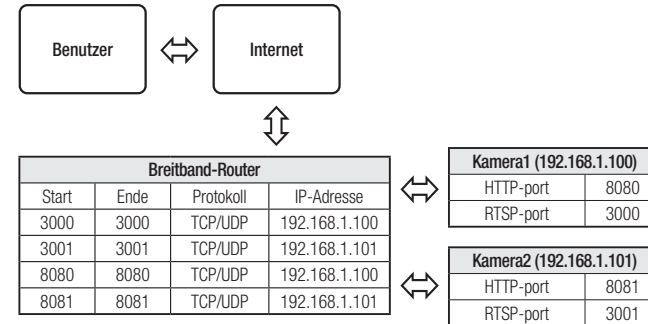 Benutzer
Internet
Breitband-Router
Start Ende Protokoll IP-Adresse
3000 3000 TCP/UDP 192.168.1.100
3001 3001 TCP/UDP 192.168.1.101
8080 8080 TCP/UDP 192.168.1.100
8081 8081 TCP/UDP 192.168.1.101
Kamera1 (192.168.1.100)
HTTP-port 8080
RTSP-port 3000
Kamera2 (192.168.1.101)
HTTP-port 8081
RTSP-port 3001